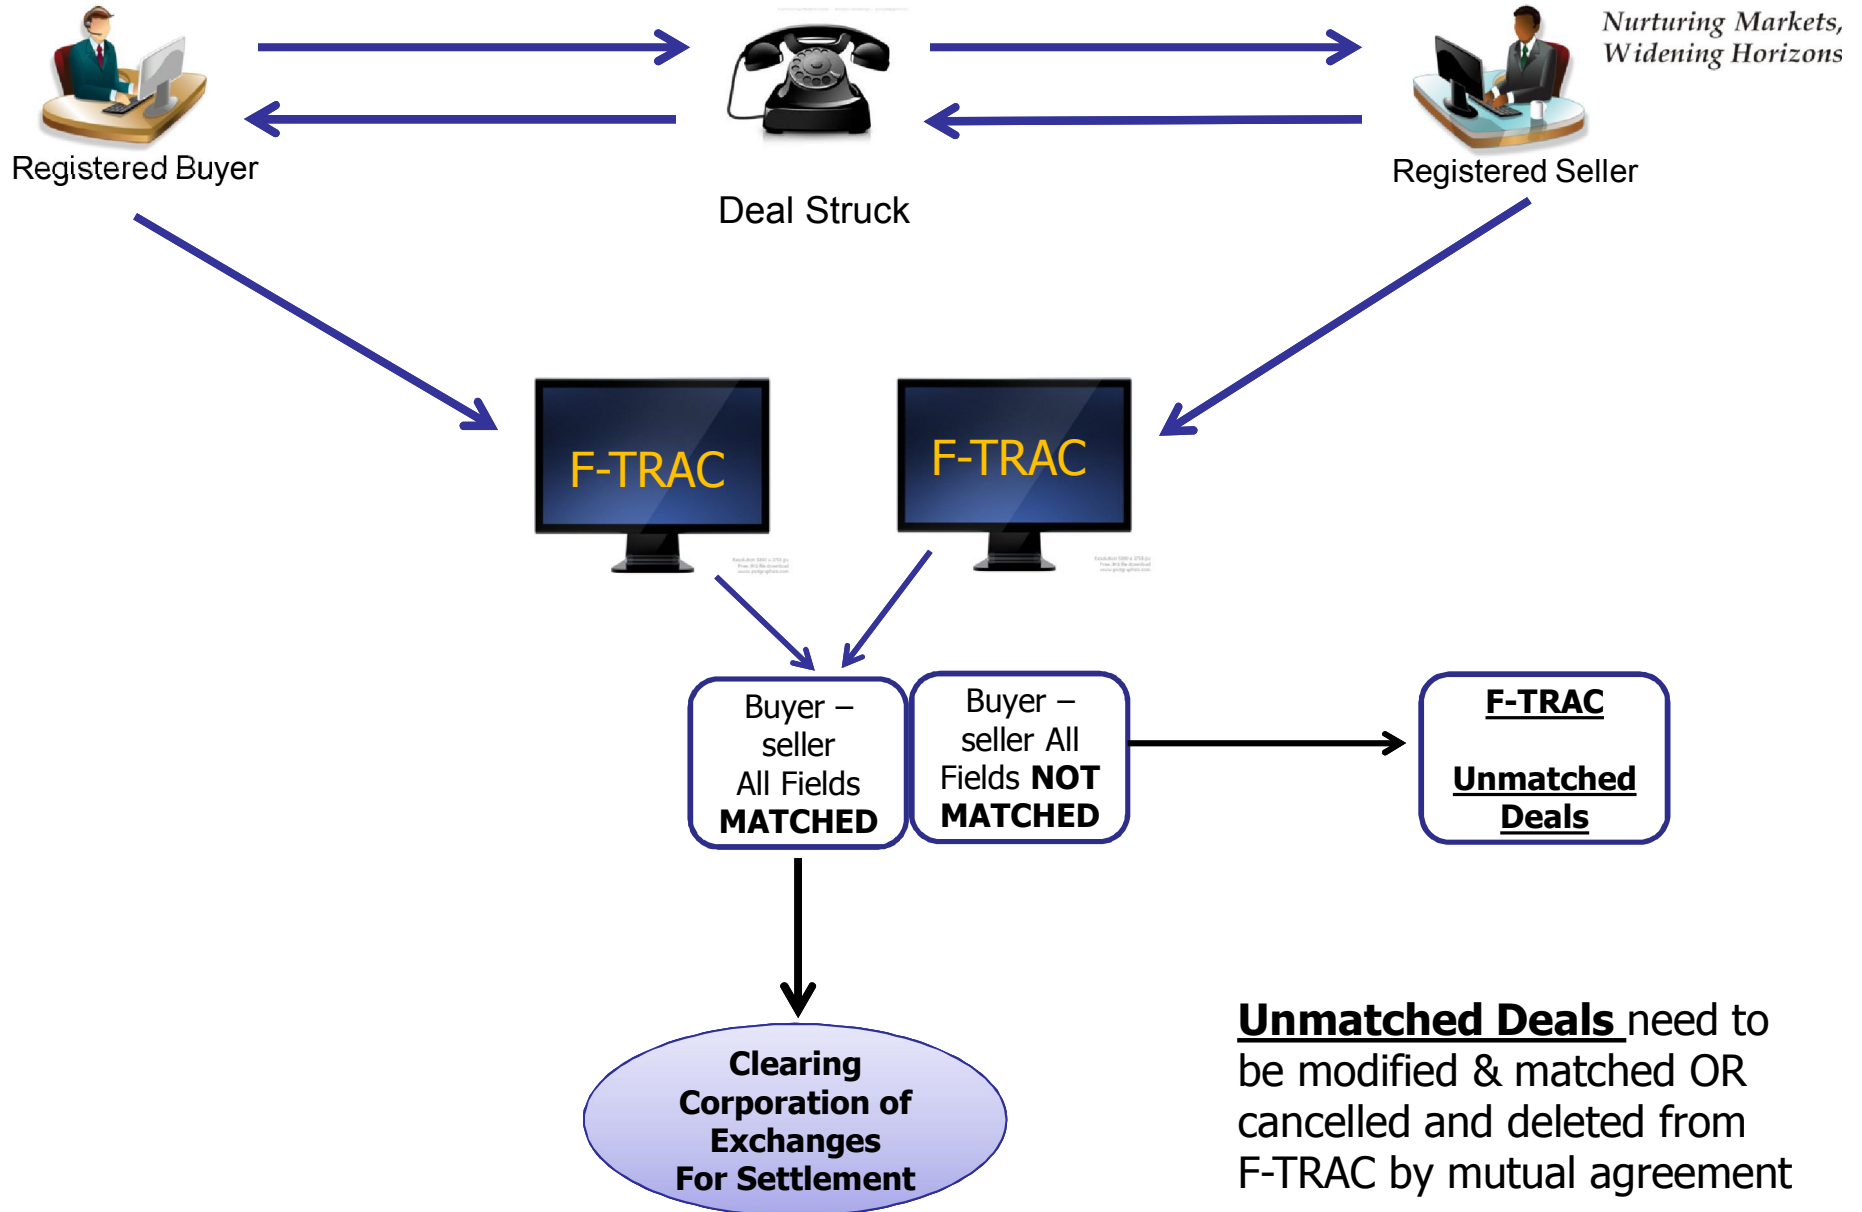 Nurturing Markets,
Widening Horizons
Registered Buyer
Registered Seller
Deal Struck
F-TRAC
F-TRAC
Buyer –
seller
All Fields
MATCHED
Buyer –
seller All
Fields NOT
MATCHED
F-TRAC
Unmatched
Deals
Clearing
Corporation of
Exchanges
For Settlement
Unmatched Deals need to
be modified & matched OR
cancelled and deleted from
F-TRAC by mutual agreement